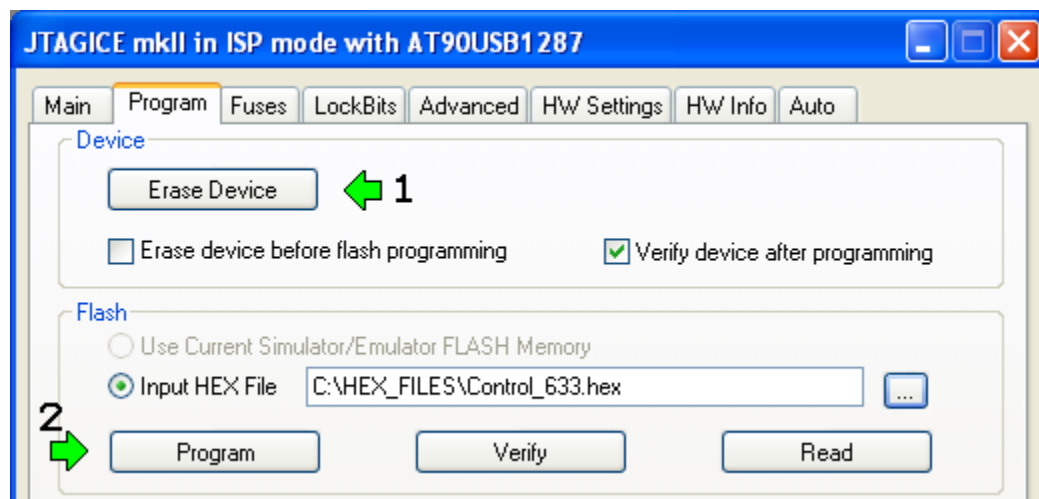 JTAGICE mkII in ISP mode with AT90USB1287
Main Program Fuses LockBits Advanced HW Settings HW Info Auto
Device
Erase Device 1
Erase device before flash programming Verify device after programming
Flash
Use Current Simulator/Emulator FLASH Memory
Input HEX File C:\HEX_FILES\Control_633.hex ...
2
Program Verify Read